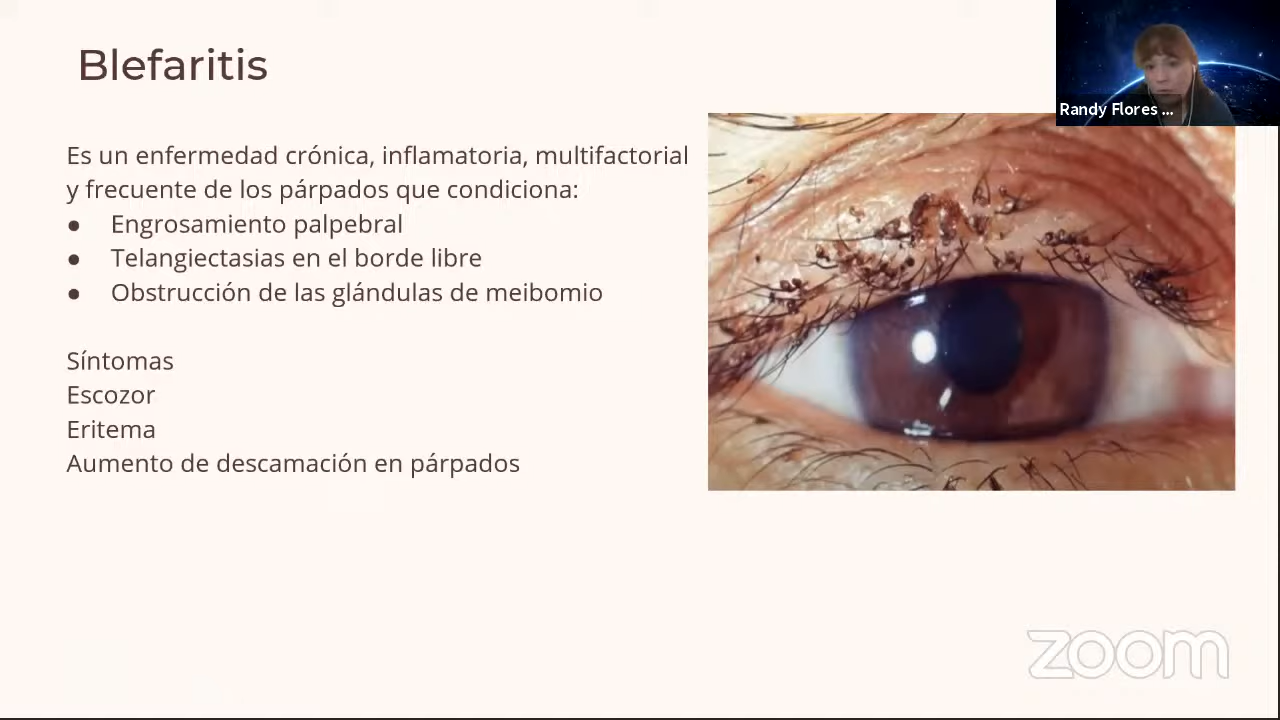 Blefaritis
Randy Flores ...
Es un enfermedad crónica, inflamatoria, multifactorial
y frecuente de los párpados que condiciona:
● Engrosamiento palpebral
● Telangiectasias en el borde libre
● Obstrucción de las glándulas de meibomio
Síntomas
Escozor
Eritema
Aumento de descamación en párpados
zoom